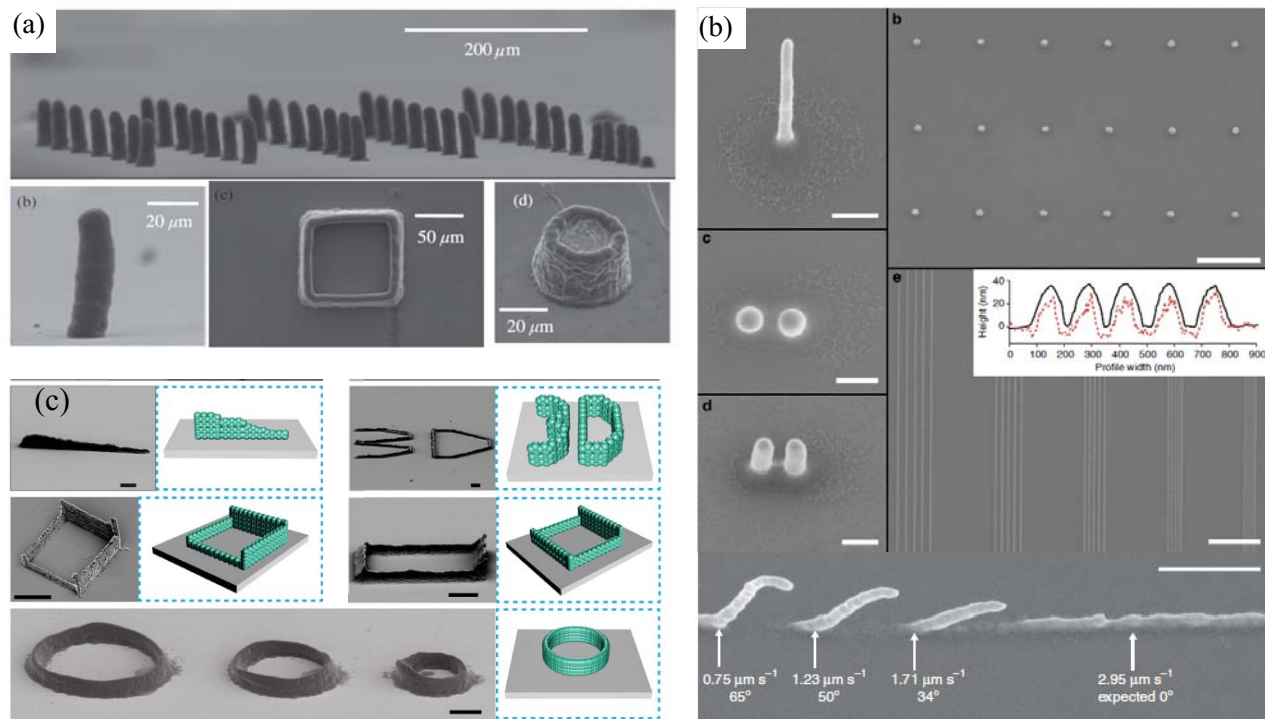 (a)
200 μm
(b)
20 μm
(c)
50 μm
(d)
20 μm
(b)
b
c
d
e
Height (nm)
40
20
0
0 100 200 300 400 500 600 700 800 900
Profile width (nm)
0.75 μm s⁻¹
65°
1.23 μm s⁻¹
50°
1.71 μm s⁻¹
34°
2.95 μm s⁻¹
expected 0°
(c)